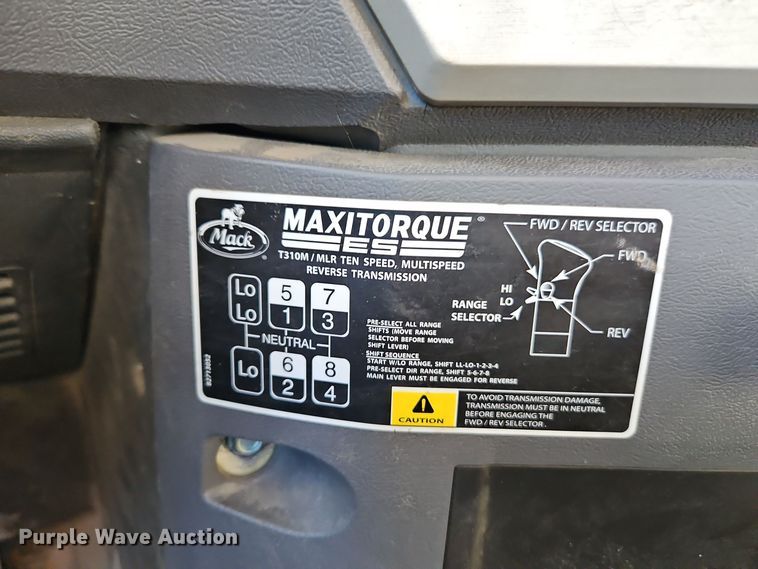 Mack
MAXITORQUE®
ES
T310M / MLR TEN SPEED, MULTISPEED
REVERSE TRANSMISSION
Lo 5 7
Lo 1 3
NEUTRAL
Lo 6 8
2 4
PRE-SELECT ALL RANGE
SHIFTS (MOVE RANGE
SELECTOR BEFORE MOVING
SHIFT LEVER)
SHIFT SEQUENCE
START W/LO RANGE, SHIFT LL-LO-1-2-3-4
PRE-SELECT DIR RANGE, SHIFT 5-6-7-8
MAIN LEVER MUST BE ENGAGED FOR REVERSE
FWD / REV SELECTOR
FWD
HI
LO
RANGE
SELECTOR
REV
CAUTION
TO AVOID TRANSMISSION DAMAGE,
TRANSMISSION MUST BE IN NEUTRAL
BEFORE ENGAGING THE
FWD / REV SELECTOR.
Purple Wave Auction